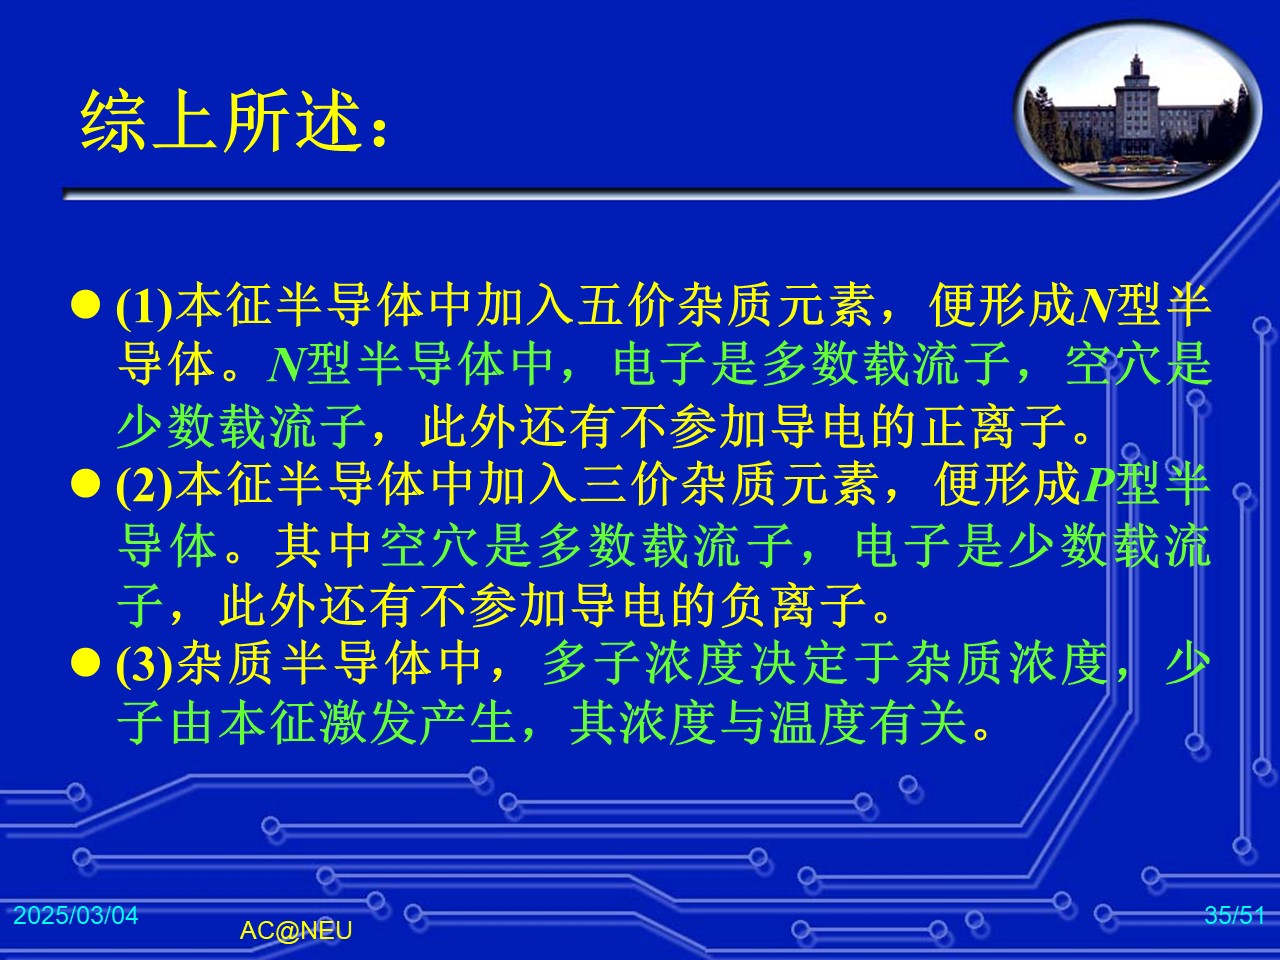 综上所述：
(1)本征半导体中加入五价杂质元素，便形成N型半
导体。N型半导体中，电子是多数载流子，空穴是
少数载流子，此外还有不参加导电的正离子。
(2)本征半导体中加入三价杂质元素，便形成P型半
导体。其中空穴是多数载流子，电子是少数载流
子，此外还有不参加导电的负离子。
(3)杂质半导体中，多子浓度决定于杂质浓度，少
子由本征激发产生，其浓度与温度有关。
2025/03/04
AC@NEU
35/51